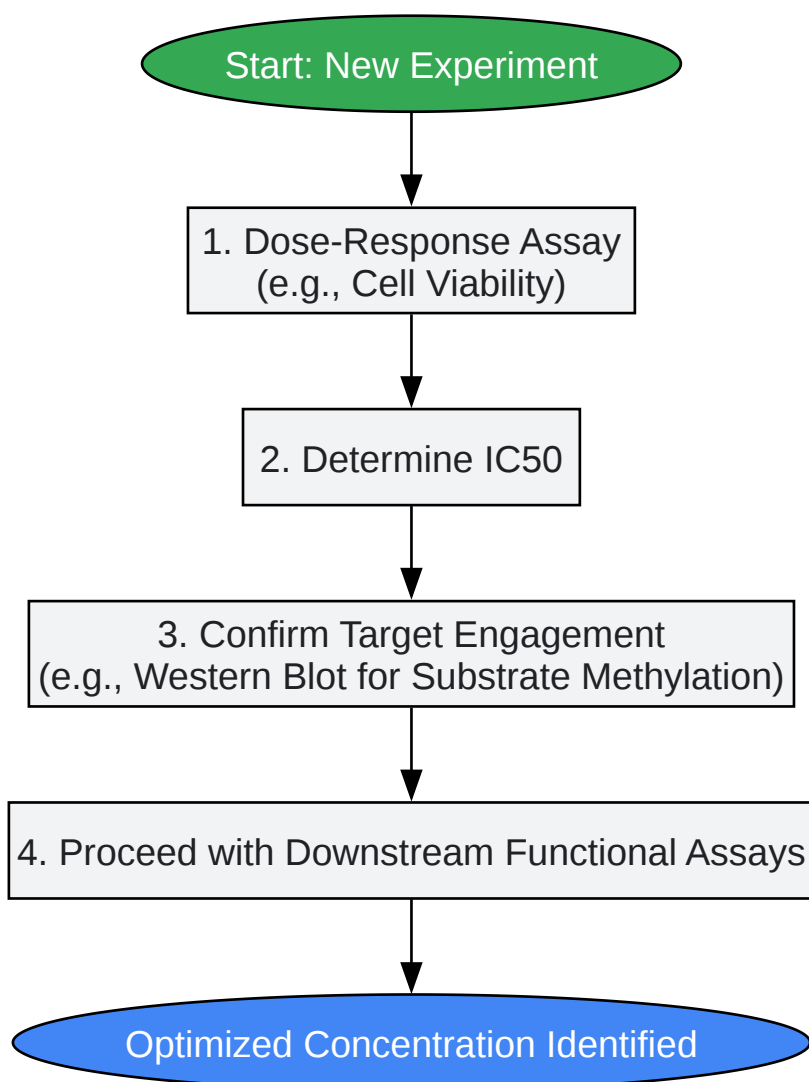 Start: New Experiment
1. Dose-Response Assay
(e.g., Cell Viability)
2. Determine IC50
3. Confirm Target Engagement
(e.g., Western Blot for Substrate Methylation)
4. Proceed with Downstream Functional Assays
Optimized Concentration Identified